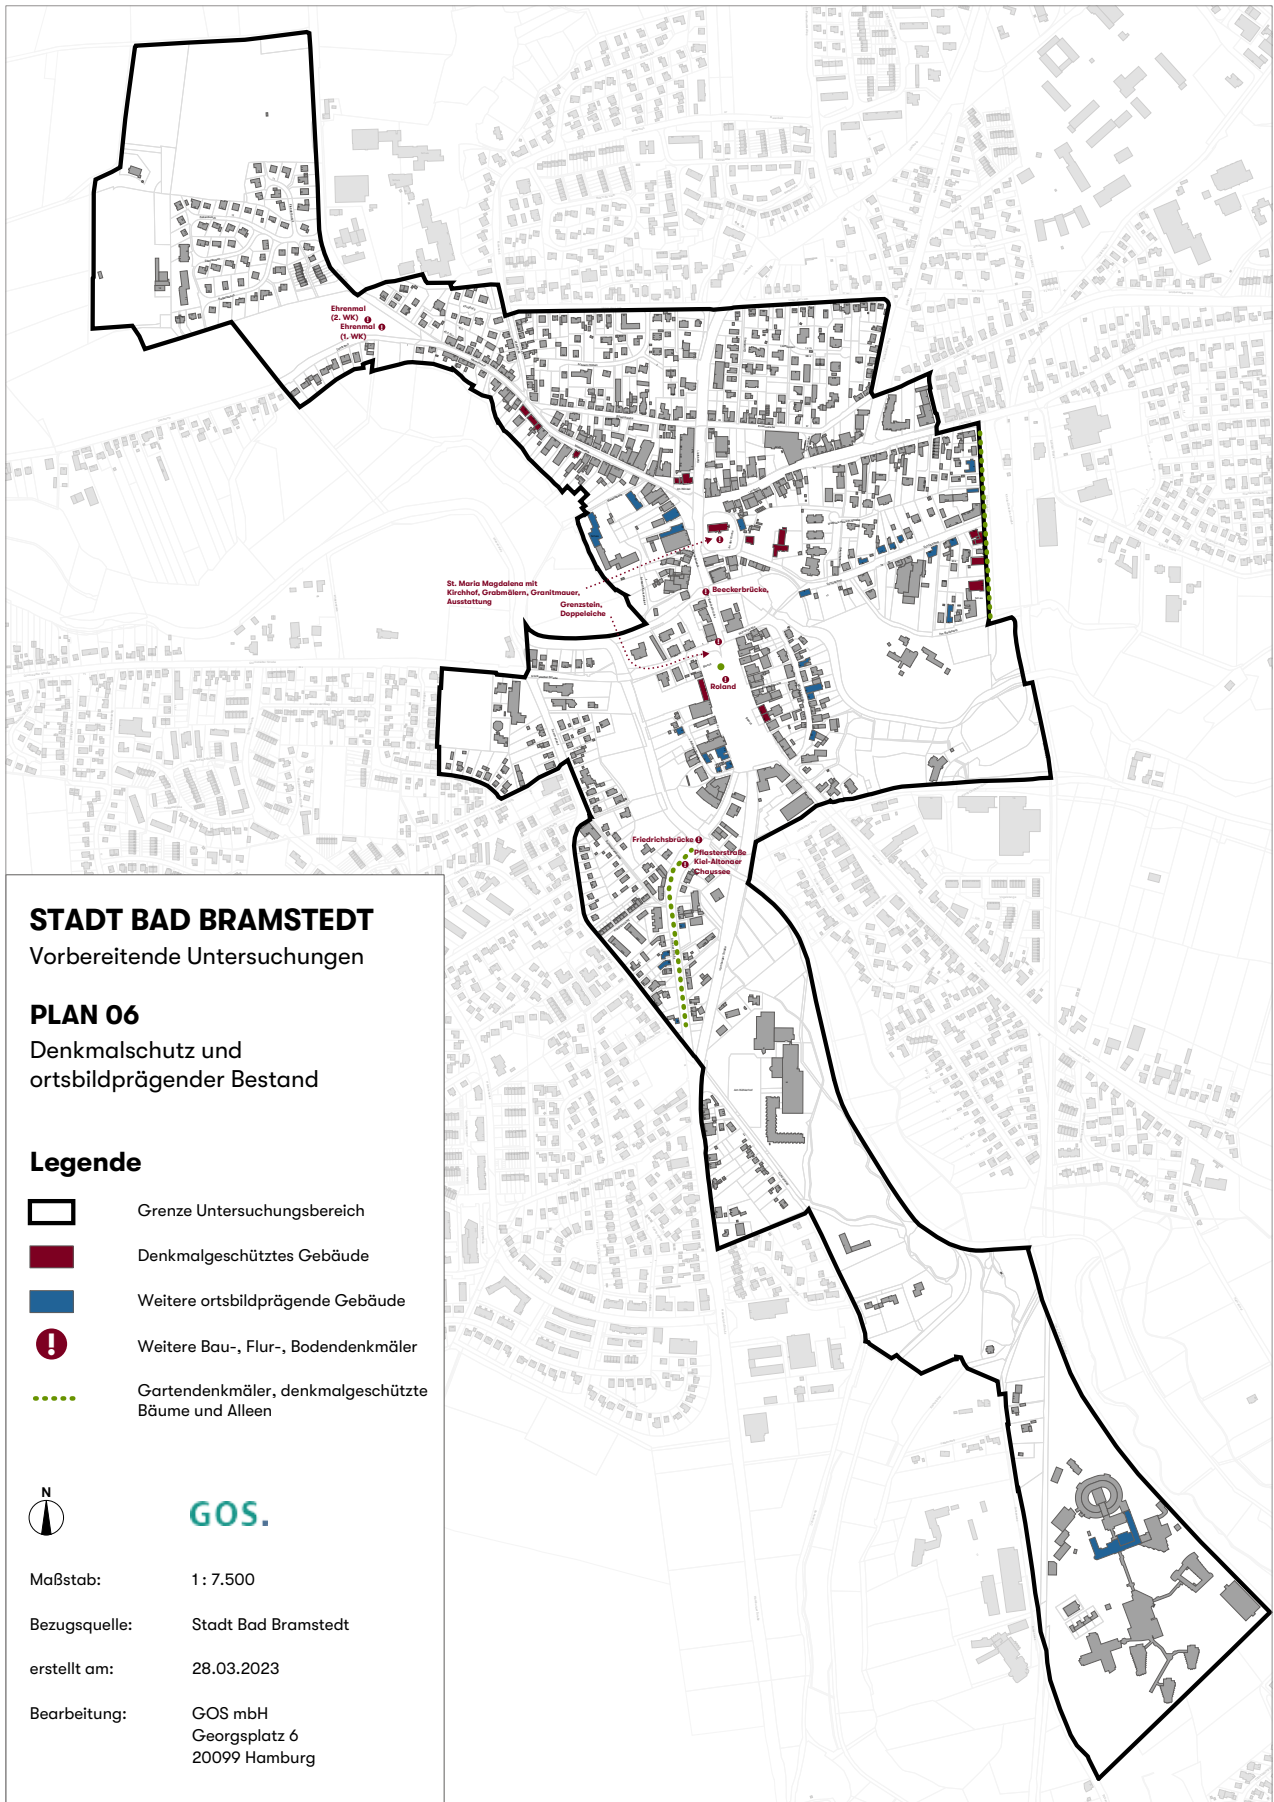 Ehrenmal
(2. WK)
Ehrenmal
(1. WK)
St. Maria Magdalena mit
Kirchhof, Grabmälern, Granitmauer,
Ausstattung
Grenzstein,
Doppeleiche
Beeckerbrücke,
Roland
Friedrichsbrücke
Pflasterstraße
Kiel-Altonaer
Chaussee
STADT BAD BRAMSTEDT
Vorbereitende Untersuchungen
PLAN 06
Denkmalschutz und
ortsbildprägender Bestand
Legende
Grenze Untersuchungsbereich
Denkmalgeschütztes Gebäude
Weitere ortsbildprägende Gebäude
Weitere Bau-, Flur-, Bodendenkmäler
Gartendenkmäler, denkmalgeschützte
Bäume und Alleen
N
GOS.
Maßstab: 1 : 7.500
Bezugsquelle: Stadt Bad Bramstedt
erstellt am: 28.03.2023
Bearbeitung: GOS mbH
Georgsplatz 6
20099 Hamburg